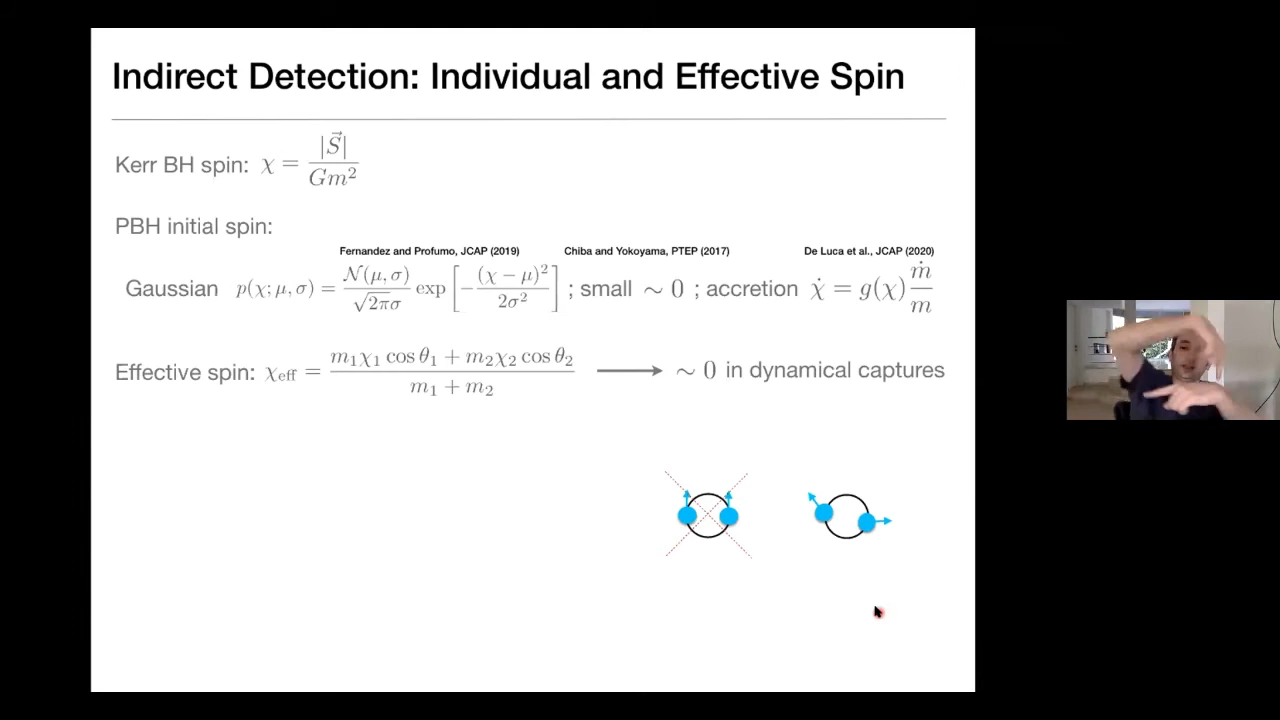 Indirect Detection: Individual and Effective Spin
Kerr BH spin: χ = |S⃗| / Gm²
PBH initial spin:
Fernandez and Profumo, JCAP (2019) Chiba and Yokoyama, PTEP (2017) De Luca et al., JCAP (2020)
Gaussian p(χ; μ, σ) = 𝒩(μ, σ) / √2πσ exp[−(χ − μ)² / 2σ²] ; small ∼ 0 ; accretion χ̇ = g(χ) ṁ / m
Effective spin: χeff = m₁χ₁ cos θ₁ + m₂χ₂ cos θ₂ / m₁ + m₂ ⟶ ∼ 0 in dynamical captures